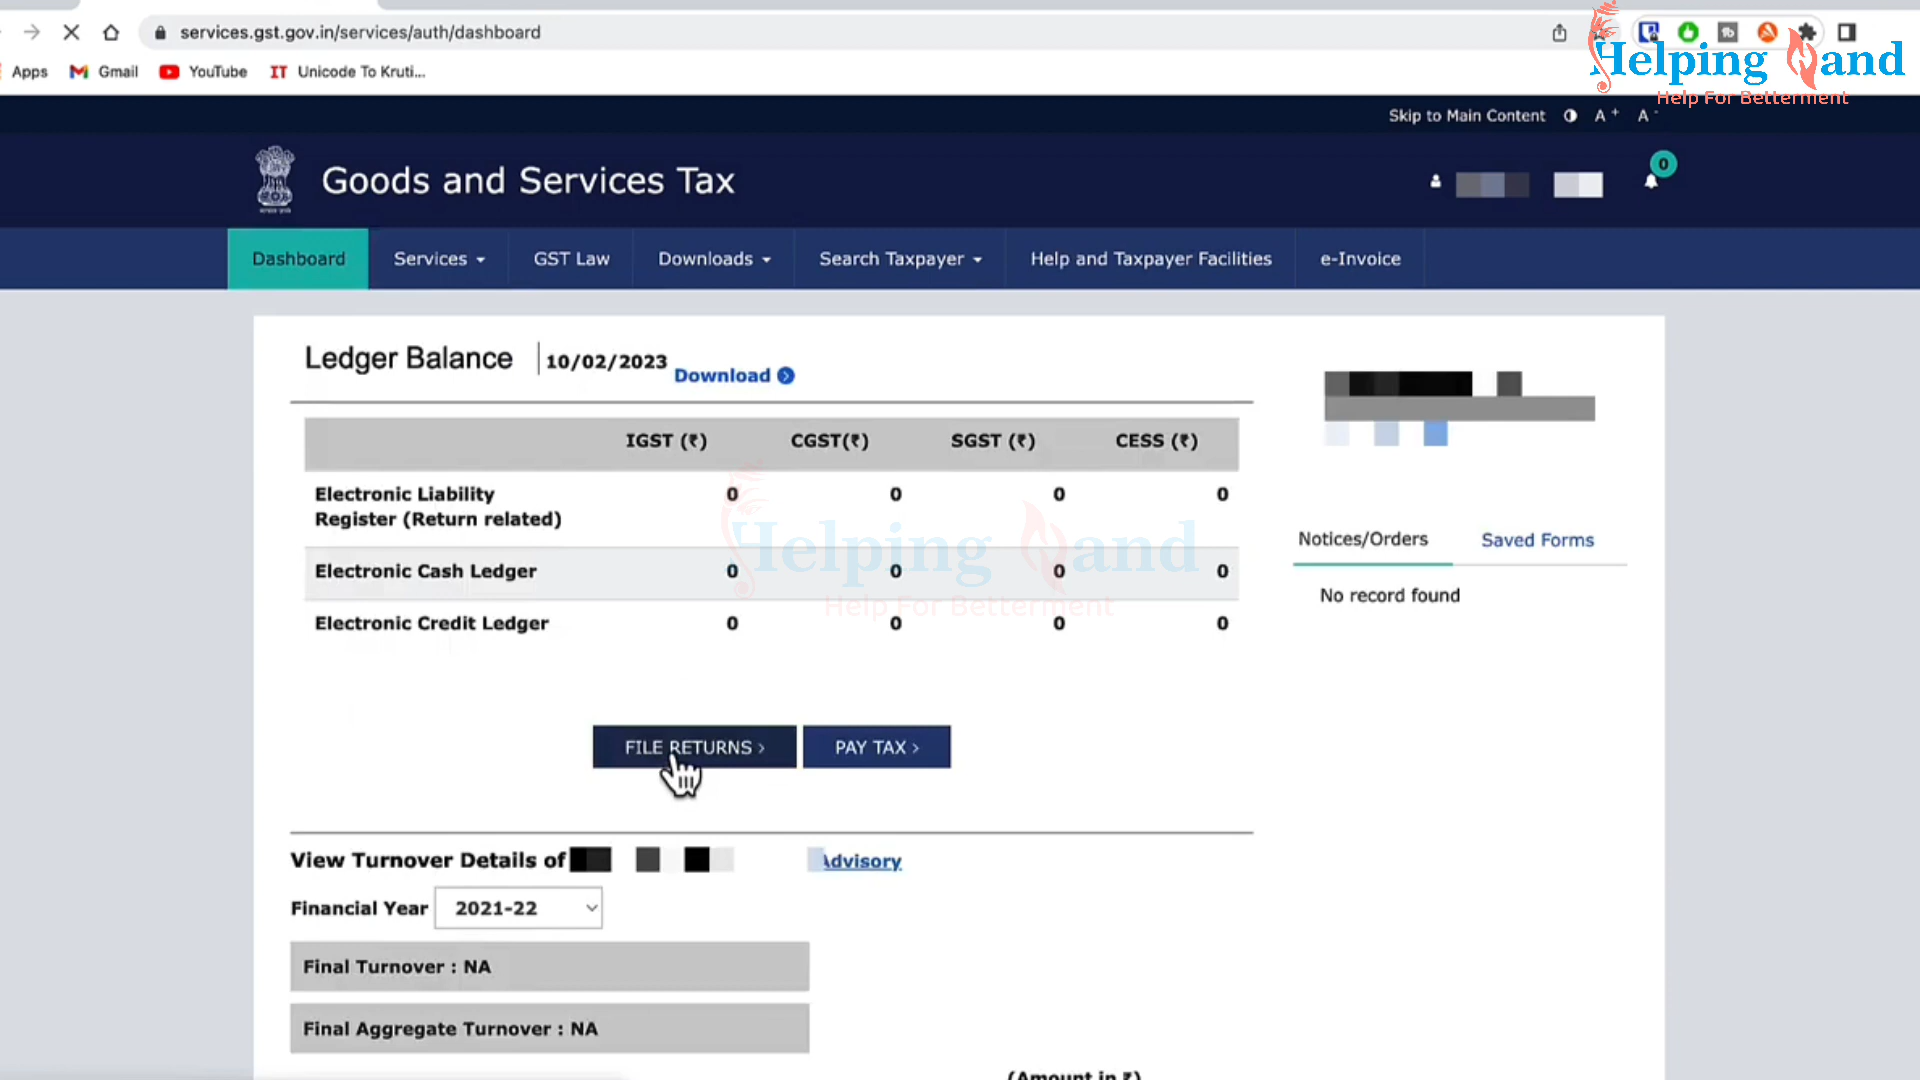 services.gst.gov.in/services/auth/dashboard
Apps Gmail YouTube Unicode To Kruti...
Helping Hand
Help For Betterment
Skip to Main Content A+ A-
Goods and Services Tax
0
Dashboard Services GST Law Downloads Search Taxpayer Help and Taxpayer Facilities e-Invoice
Ledger Balance 10/02/2023 Download
IGST (₹) CGST(₹) SGST (₹) CESS (₹)
Electronic Liability Register (Return related) 0 0 0 0
Electronic Cash Ledger 0 0 0 0
Electronic Credit Ledger 0 0 0 0
Helping Hand
Help For Betterment
Notices/Orders Saved Forms
No record found
FILE RETURNS > PAY TAX >
View Turnover Details of Advisory
Financial Year 2021-22
Final Turnover : NA
Final Aggregate Turnover : NA
(Amount in ₹)